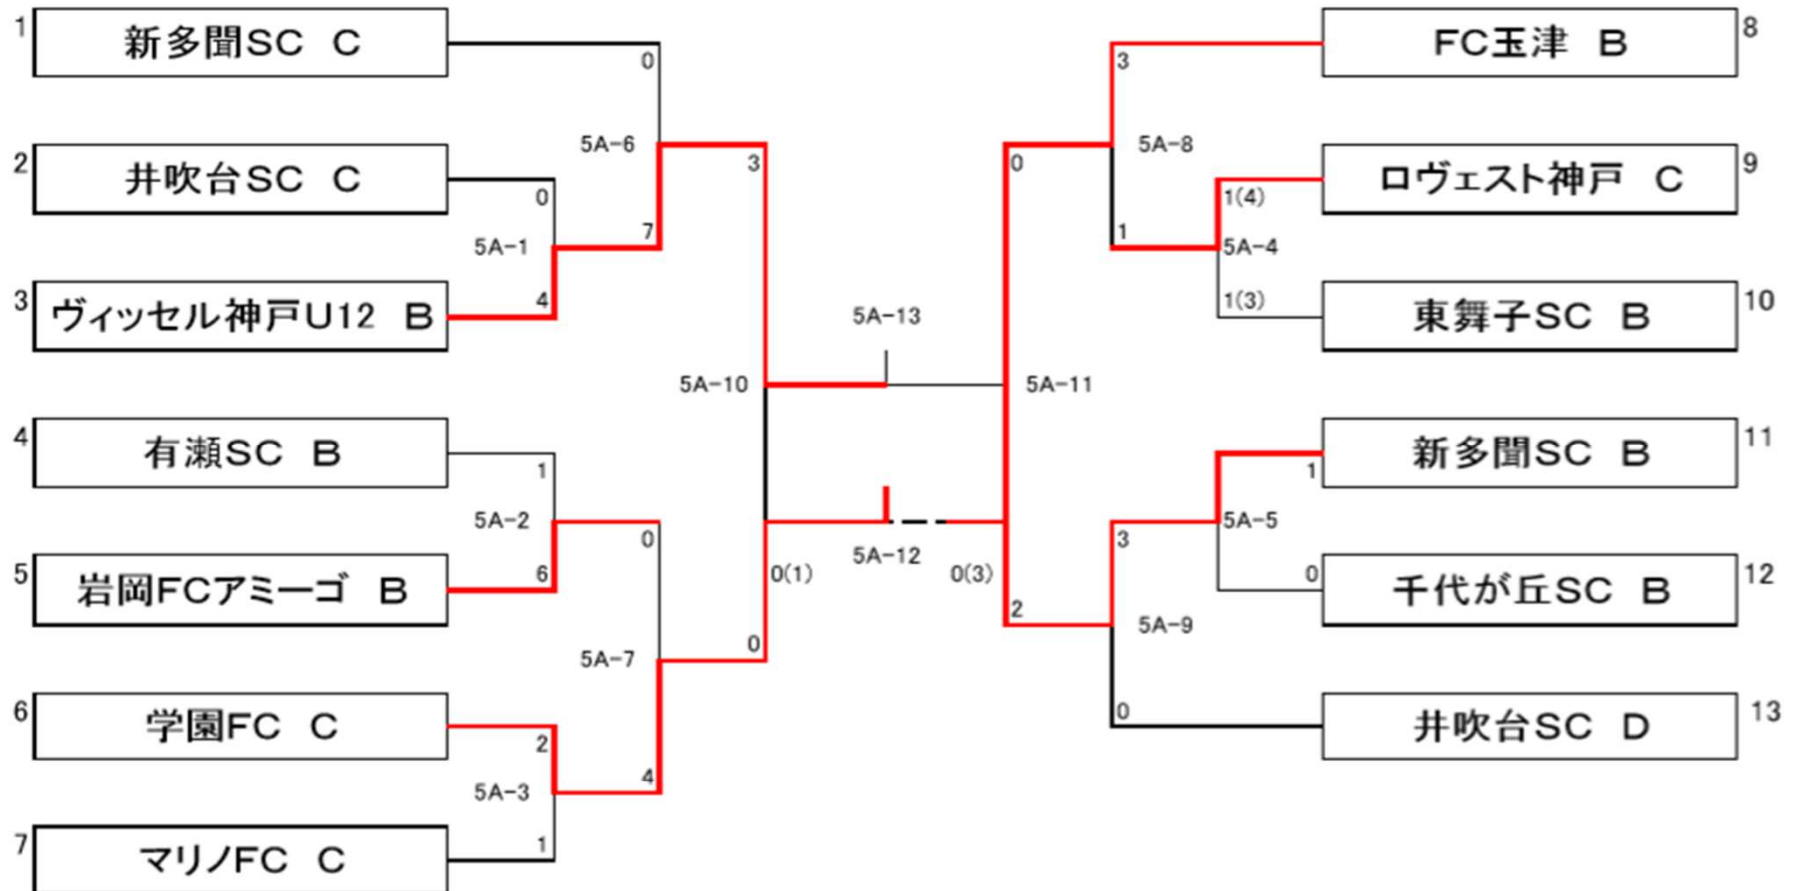 1
新多聞SC C
0
5A-6
3
2
井吹台SC C
0
5A-1
7
3
ヴィッセル神戸U12 B
4
5A-10
4
有瀬SC B
1
5A-2
0
5
岩岡FCアミーゴ B
6
5A-7
0
6
学園FC C
2
5A-3
4
7
マリノFC C
1
5A-13
5A-12
0(1)
0(3)
8
FC玉津 B
3
5A-8
0
9
ロヴェスト神戸 C
1(4)
5A-4
1
10
東舞子SC B
1(3)
5A-11
11
新多聞SC B
1
5A-5
3
12
千代が丘SC B
0
5A-9
2
13
井吹台SC D
0